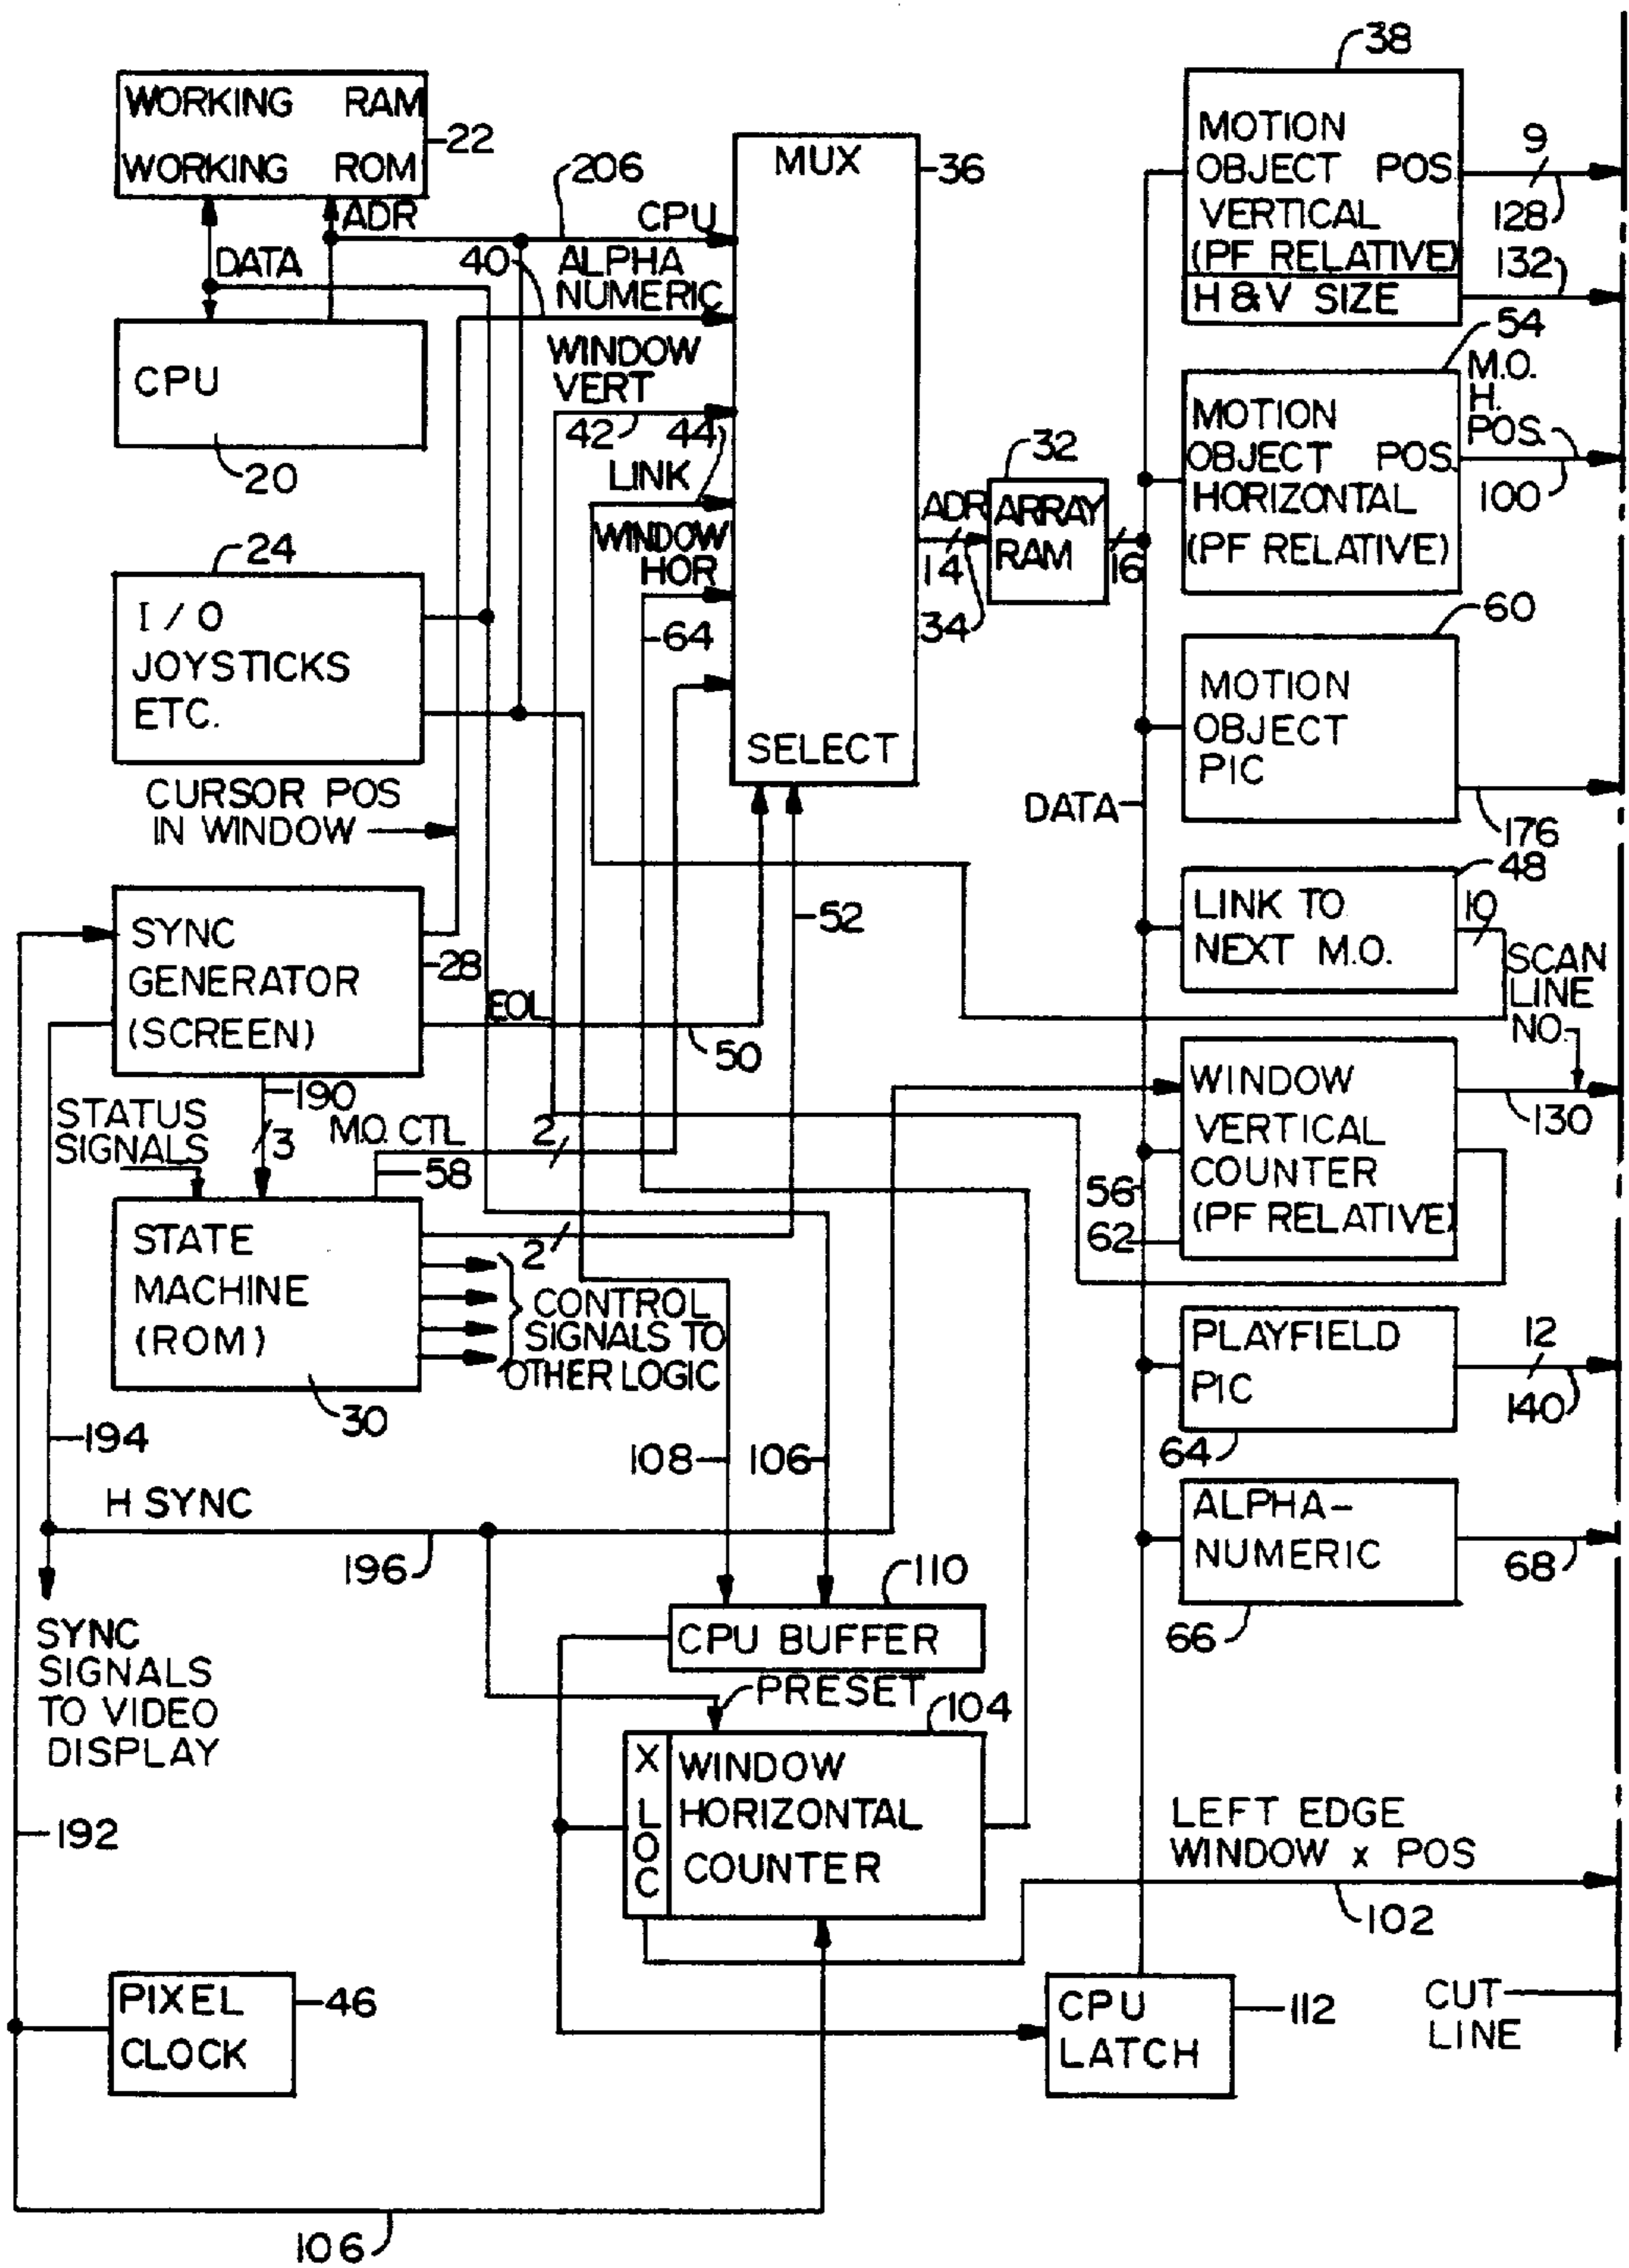 WORKING RAM
WORKING ROM
22
ADR
DATA
CPU
20
24
I / O
JOYSTICKS
ETC.
CURSOR POS
IN WINDOW
SYNC
GENERATOR
(SCREEN)
28
EOL
50
190
3
STATUS
SIGNALS
M.O. CTL
58
2
STATE
MACHINE
(ROM)
30
2
CONTROL
SIGNALS TO
OTHER LOGIC
194
H SYNC
196
SYNC
SIGNALS
TO VIDEO
DISPLAY
192
PIXEL
CLOCK
46
106
206
CPU
40
ALPHA
NUMERIC
WINDOW
VERT
42
44
LINK
WINDOW
HOR
64
MUX
36
SELECT
52
ADR
14
34
32
ARRAY
RAM
16
DATA
108
106
110
CPU BUFFER
PRESET
104
X
LOC
WINDOW
HORIZONTAL
COUNTER
38
MOTION
OBJECT POS.
VERTICAL
(PF RELATIVE)
H & V SIZE
9
128
132
54
M.O.
H.
POS.
100
MOTION
OBJECT POS.
HORIZONTAL
(PF RELATIVE)
60
MOTION
OBJECT
PIC
176
48
LINK TO
NEXT M.O.
10
SCAN
LINE
NO.
WINDOW
VERTICAL
COUNTER
(PF RELATIVE)
130
56
62
PLAYFIELD
PIC
12
140
64
ALPHA-
NUMERIC
68
66
LEFT EDGE
WINDOW x POS
102
CPU
LATCH
112
CUT
LINE